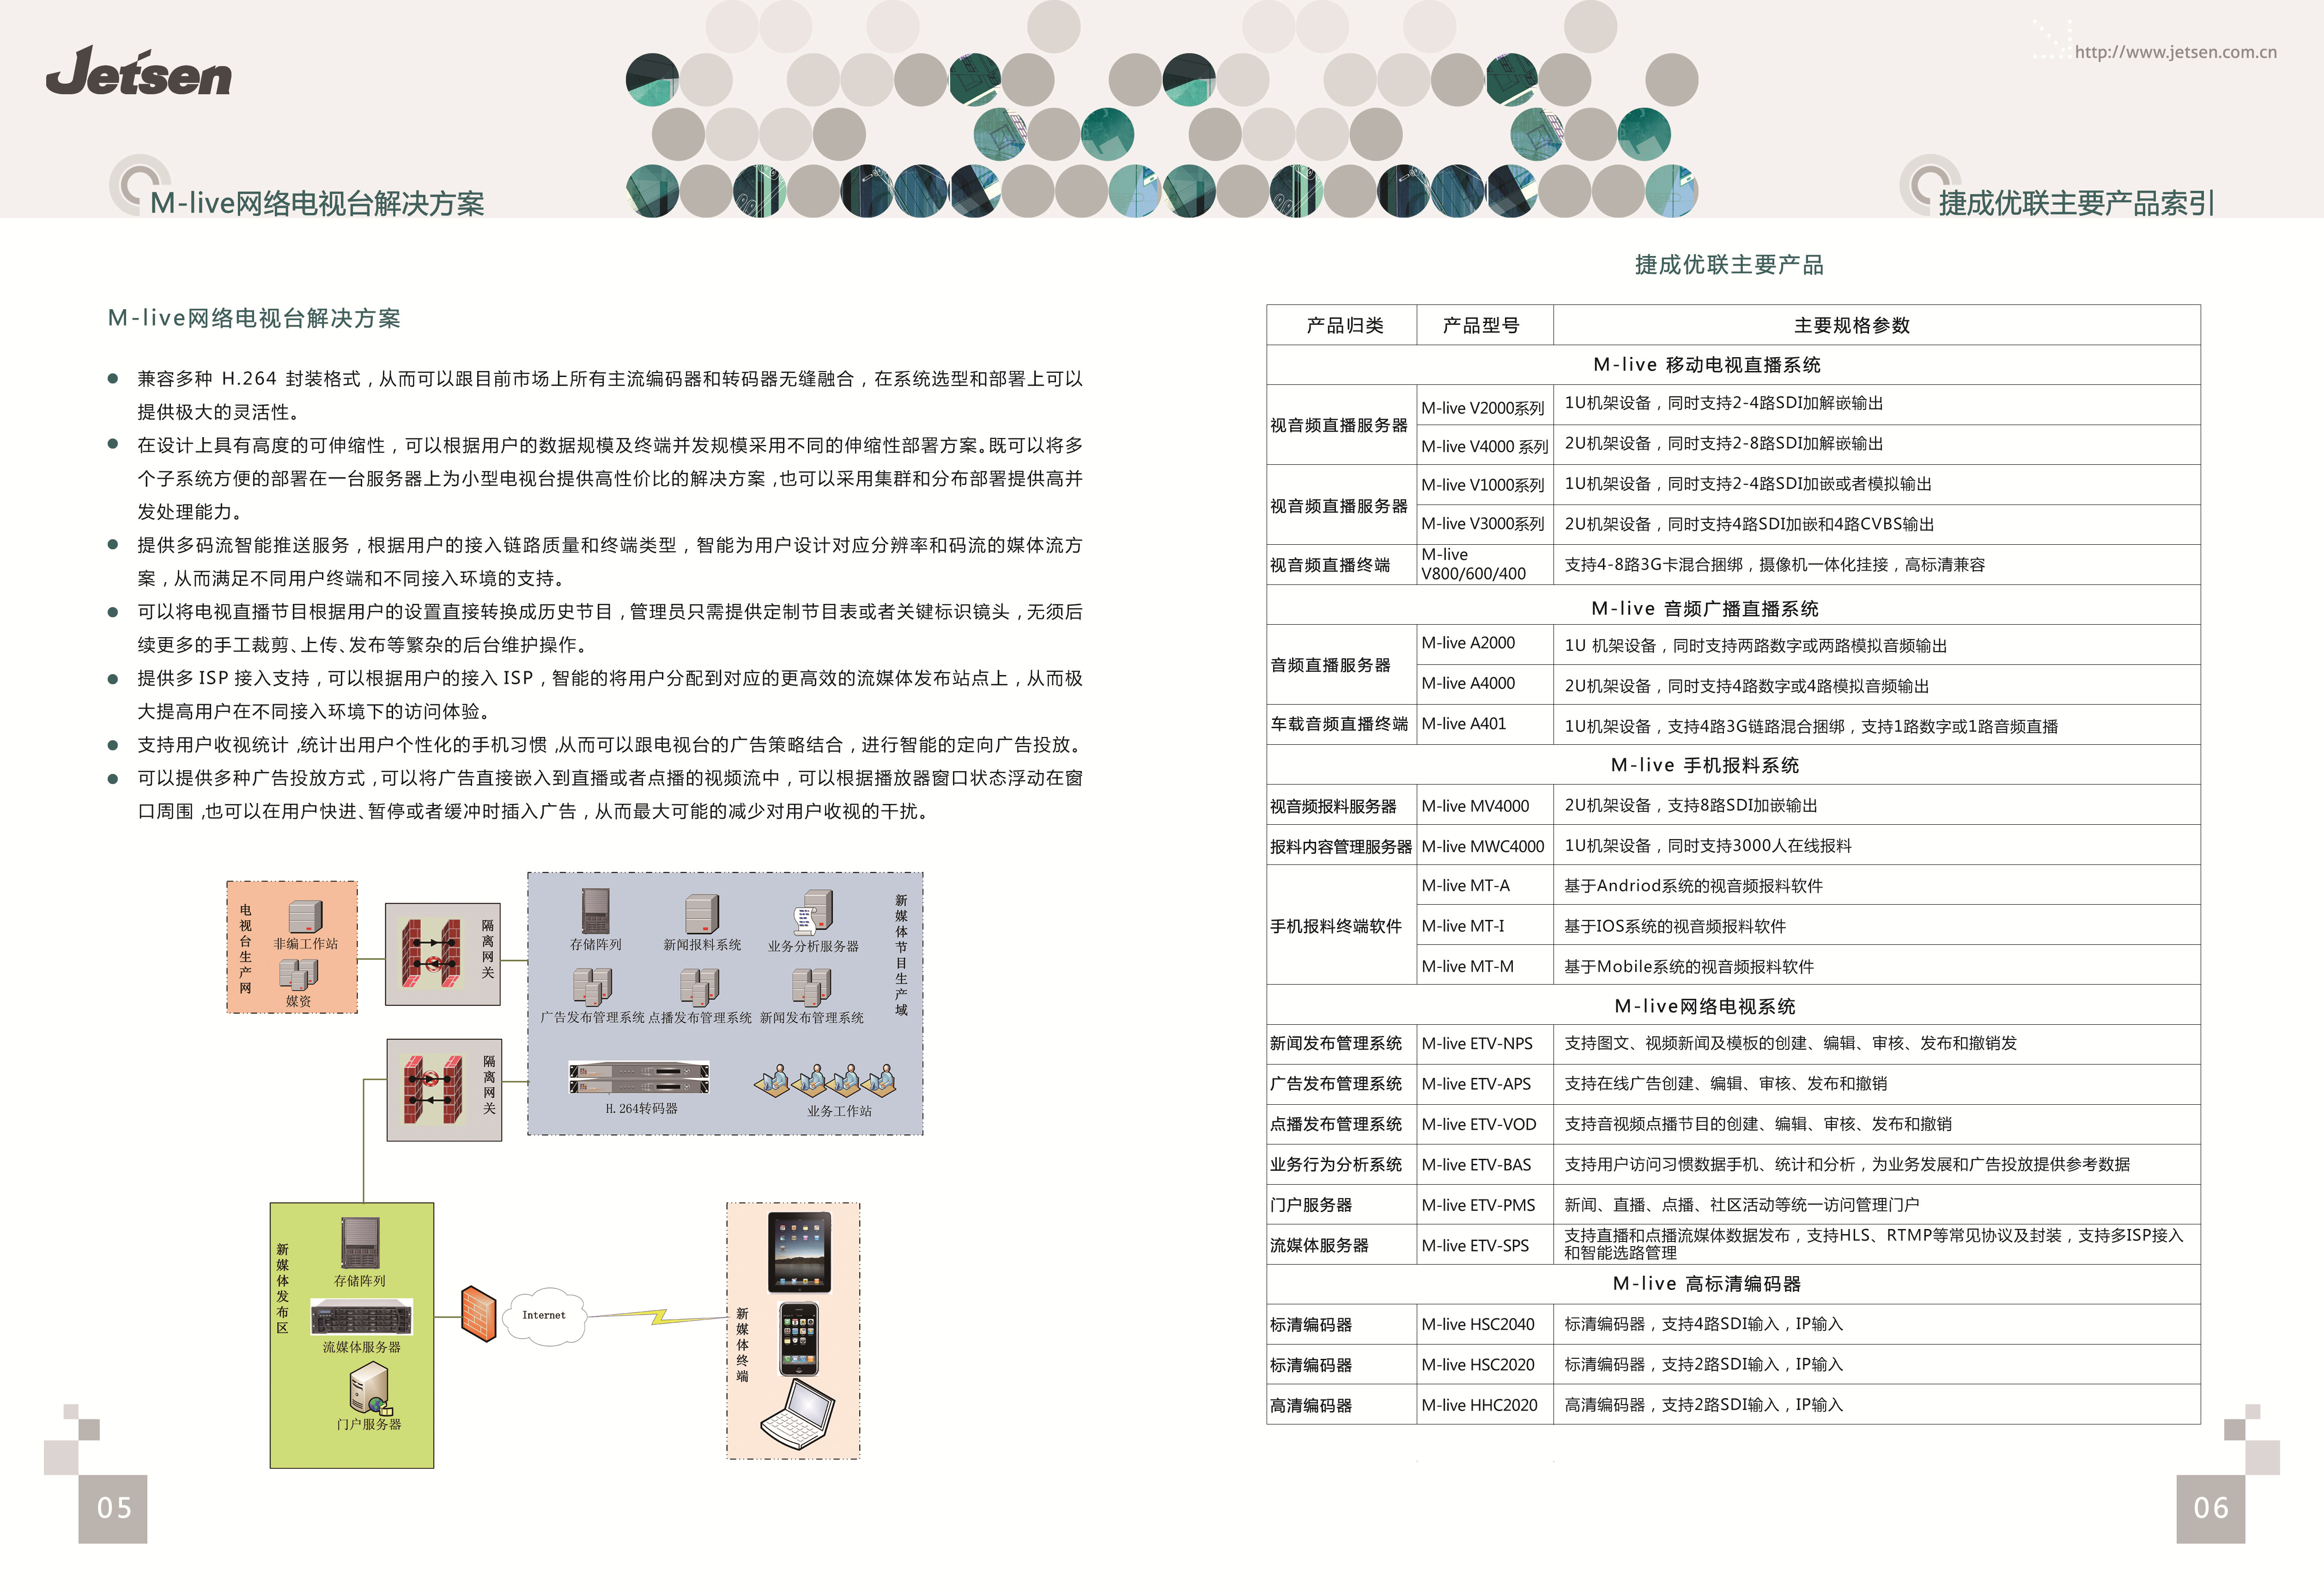 Jetsen
http://www.jetsen.com.cn
M-live网络电视台解决方案
捷成优联主要产品索引
M-live网络电视台解决方案
兼容多种 H.264 封装格式，从而可以跟目前市场上所有主流编码器和转码器无缝融合，在系统选型和部署上可以
提供极大的灵活性。
在设计上具有高度的可伸缩性，可以根据用户的数据规模及终端并发规模采用不同的伸缩性部署方案。既可以将多
个子系统方便的部署在一台服务器上为小型电视台提供高性价比的解决方案，也可以采用集群和分布部署提供高并
发处理能力。
提供多码流智能推送服务，根据用户的接入链路质量和终端类型，智能为用户设计对应分辨率和码流的媒体流方
案，从而满足不同用户终端和不同接入环境的支持。
可以将电视直播节目根据用户的设置直接转换成历史节目，管理员只需提供定制节目表或者关键标识镜头，无须后
续更多的手工裁剪、上传、发布等繁杂的后台维护操作。
提供多 ISP 接入支持，可以根据用户的接入 ISP，智能的将用户分配到对应的更高效的流媒体发布站点上，从而极
大提高用户在不同接入环境下的访问体验。
支持用户收视统计，统计出用户个性化的手机习惯，从而可以跟电视台的广告策略结合，进行智能的定向广告投放。
可以提供多种广告投放方式，可以将广告直接嵌入到直播或者点播的视频流中，可以根据播放器窗口状态浮动在窗
口周围，也可以在用户快进、暂停或者缓冲时插入广告，从而最大可能的减少对用户收视的干扰。
电视台生产网
非编工作站
媒资
隔离网关
存储阵列
新闻报料系统
业务分析服务器
新媒体节目生产域
广告发布管理系统
点播发布管理系统
新闻发布管理系统
隔离网关
H.264转码器
业务工作站
新媒体发布区
存储阵列
流媒体服务器
门户服务器
Internet
新媒体终端
05
捷成优联主要产品
产品归类 产品型号 主要规格参数
M-live 移动电视直播系统
视音频直播服务器
M-live V2000系列 1U机架设备，同时支持2-4路SDI加解嵌输出
M-live V4000 系列 2U机架设备，同时支持2-8路SDI加解嵌输出
视音频直播服务器
M-live V1000系列 1U机架设备，同时支持2-4路SDI加嵌或者模拟输出
M-live V3000系列 2U机架设备，同时支持4路SDI加嵌和4路CVBS输出
视音频直播终端
M-live
V800/600/400
支持4-8路3G卡混合捆绑，摄像机一体化挂接，高标清兼容
M-live 音频广播直播系统
音频直播服务器
M-live A2000 1U 机架设备，同时支持两路数字或两路模拟音频输出
M-live A4000 2U机架设备，同时支持4路数字或4路模拟音频输出
车载音频直播终端 M-live A401 1U机架设备，支持4路3G链路混合捆绑，支持1路数字或1路音频直播
M-live 手机报料系统
视音频报料服务器 M-live MV4000 2U机架设备，支持8路SDI加嵌输出
报料内容管理服务器 M-live MWC4000 1U机架设备，同时支持3000人在线报料
手机报料终端软件
M-live MT-A 基于Andriod系统的视音频报料软件
M-live MT-I 基于IOS系统的视音频报料软件
M-live MT-M 基于Mobile系统的视音频报料软件
M-live网络电视系统
新闻发布管理系统 M-live ETV-NPS 支持图文、视频新闻及模板的创建、编辑、审核、发布和撤销发
广告发布管理系统 M-live ETV-APS 支持在线广告创建、编辑、审核、发布和撤销
点播发布管理系统 M-live ETV-VOD 支持音视频点播节目的创建、编辑、审核、发布和撤销
业务行为分析系统 M-live ETV-BAS 支持用户访问习惯数据手机、统计和分析，为业务发展和广告投放提供参考数据
门户服务器 M-live ETV-PMS 新闻、直播、点播、社区活动等统一访问管理门户
流媒体服务器 M-live ETV-SPS 支持直播和点播流媒体数据发布，支持HLS、RTMP等常见协议及封装，支持多ISP接入
和智能选路管理
M-live 高标清编码器
标清编码器 M-live HSC2040 标清编码器，支持4路SDI输入，IP输入
标清编码器 M-live HSC2020 标清编码器，支持2路SDI输入，IP输入
高清编码器 M-live HHC2020 高清编码器，支持2路SDI输入，IP输入
06